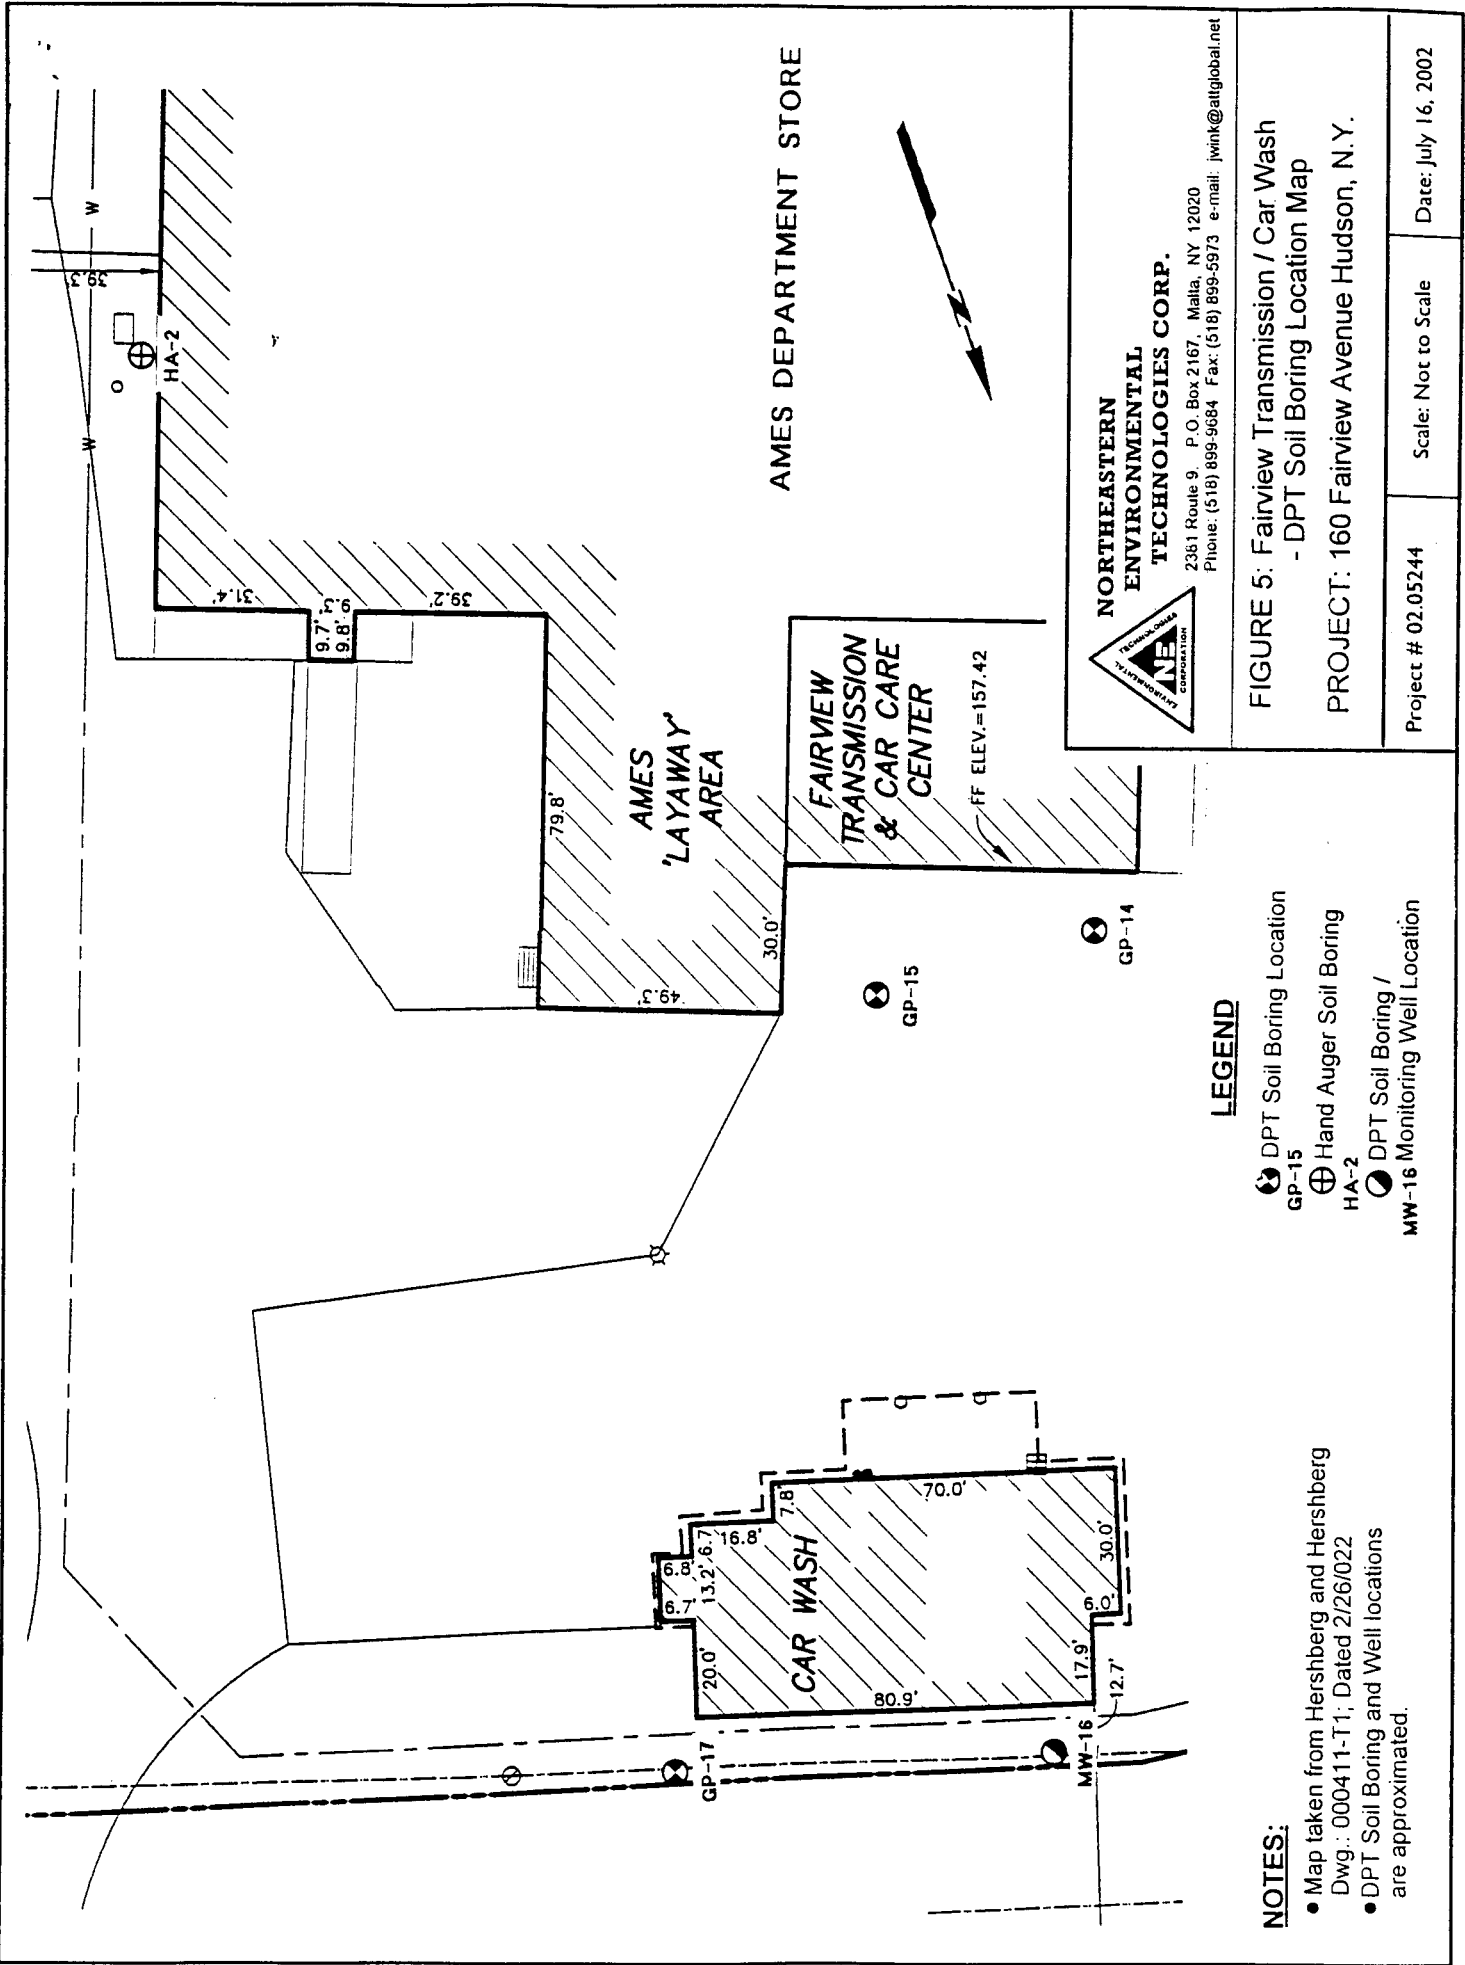 W
W
39.3'
HA-2
31.4'
9.3'
9.7'
9.8'
39.2'
79.8'
49.3'
30.0'
AMES DEPARTMENT STORE
AMES
'LAYAWAY'
AREA
FAIRVIEW
TRANSMISSION
& CAR CARE
CENTER
FF ELEV.=157.42
N
GP-15
GP-14
6.8'
6.7'
13.2'
6.7
16.8'
7.8'
20.0'
70.0'
CAR WASH
80.9'
30.0'
6.0'
17.9'
12.7'
GP-17
MW-16
NOTES:
• Map taken from Hershberg and Hershberg
Dwg.: 000411-T1; Dated 2/26/022
• DPT Soil Boring and Well locations
are approximated.
LEGEND
DPT Soil Boring Location
GP-15
Hand Auger Soil Boring
HA-2
DPT Soil Boring /
MW-16 Monitoring Well Location
ENVIRONMENTAL
TECHNOLOGIES
NE
CORPORATION
NORTHEASTERN
ENVIRONMENTAL
TECHNOLOGIES CORP.
2381 Route 9. P.O. Box 2167, Malta, NY 12020
Phone: (518) 899-9684 Fax: (518) 899-5973 e-mail: jwink@attglobal.net
FIGURE 5: Fairview Transmission / Car Wash
- DPT Soil Boring Location Map
PROJECT: 160 Fairview Avenue Hudson, N.Y.
Project # 02.05244
Scale: Not to Scale
Date: July 16, 2002